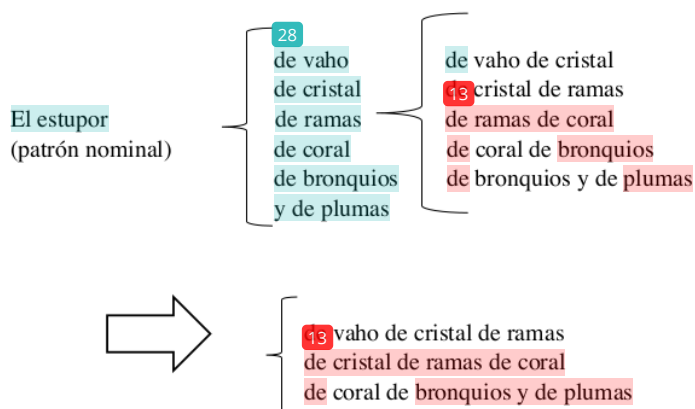 28
de vaho
de cristal
de ramas
de coral
de bronquios
y de plumas
El estupor
(patrón nominal)
de vaho de cristal
13
de cristal de ramas
de ramas de coral
de coral de bronquios
de bronquios y de plumas
13
de vaho de cristal de ramas
de cristal de ramas de coral
de coral de bronquios y de plumas